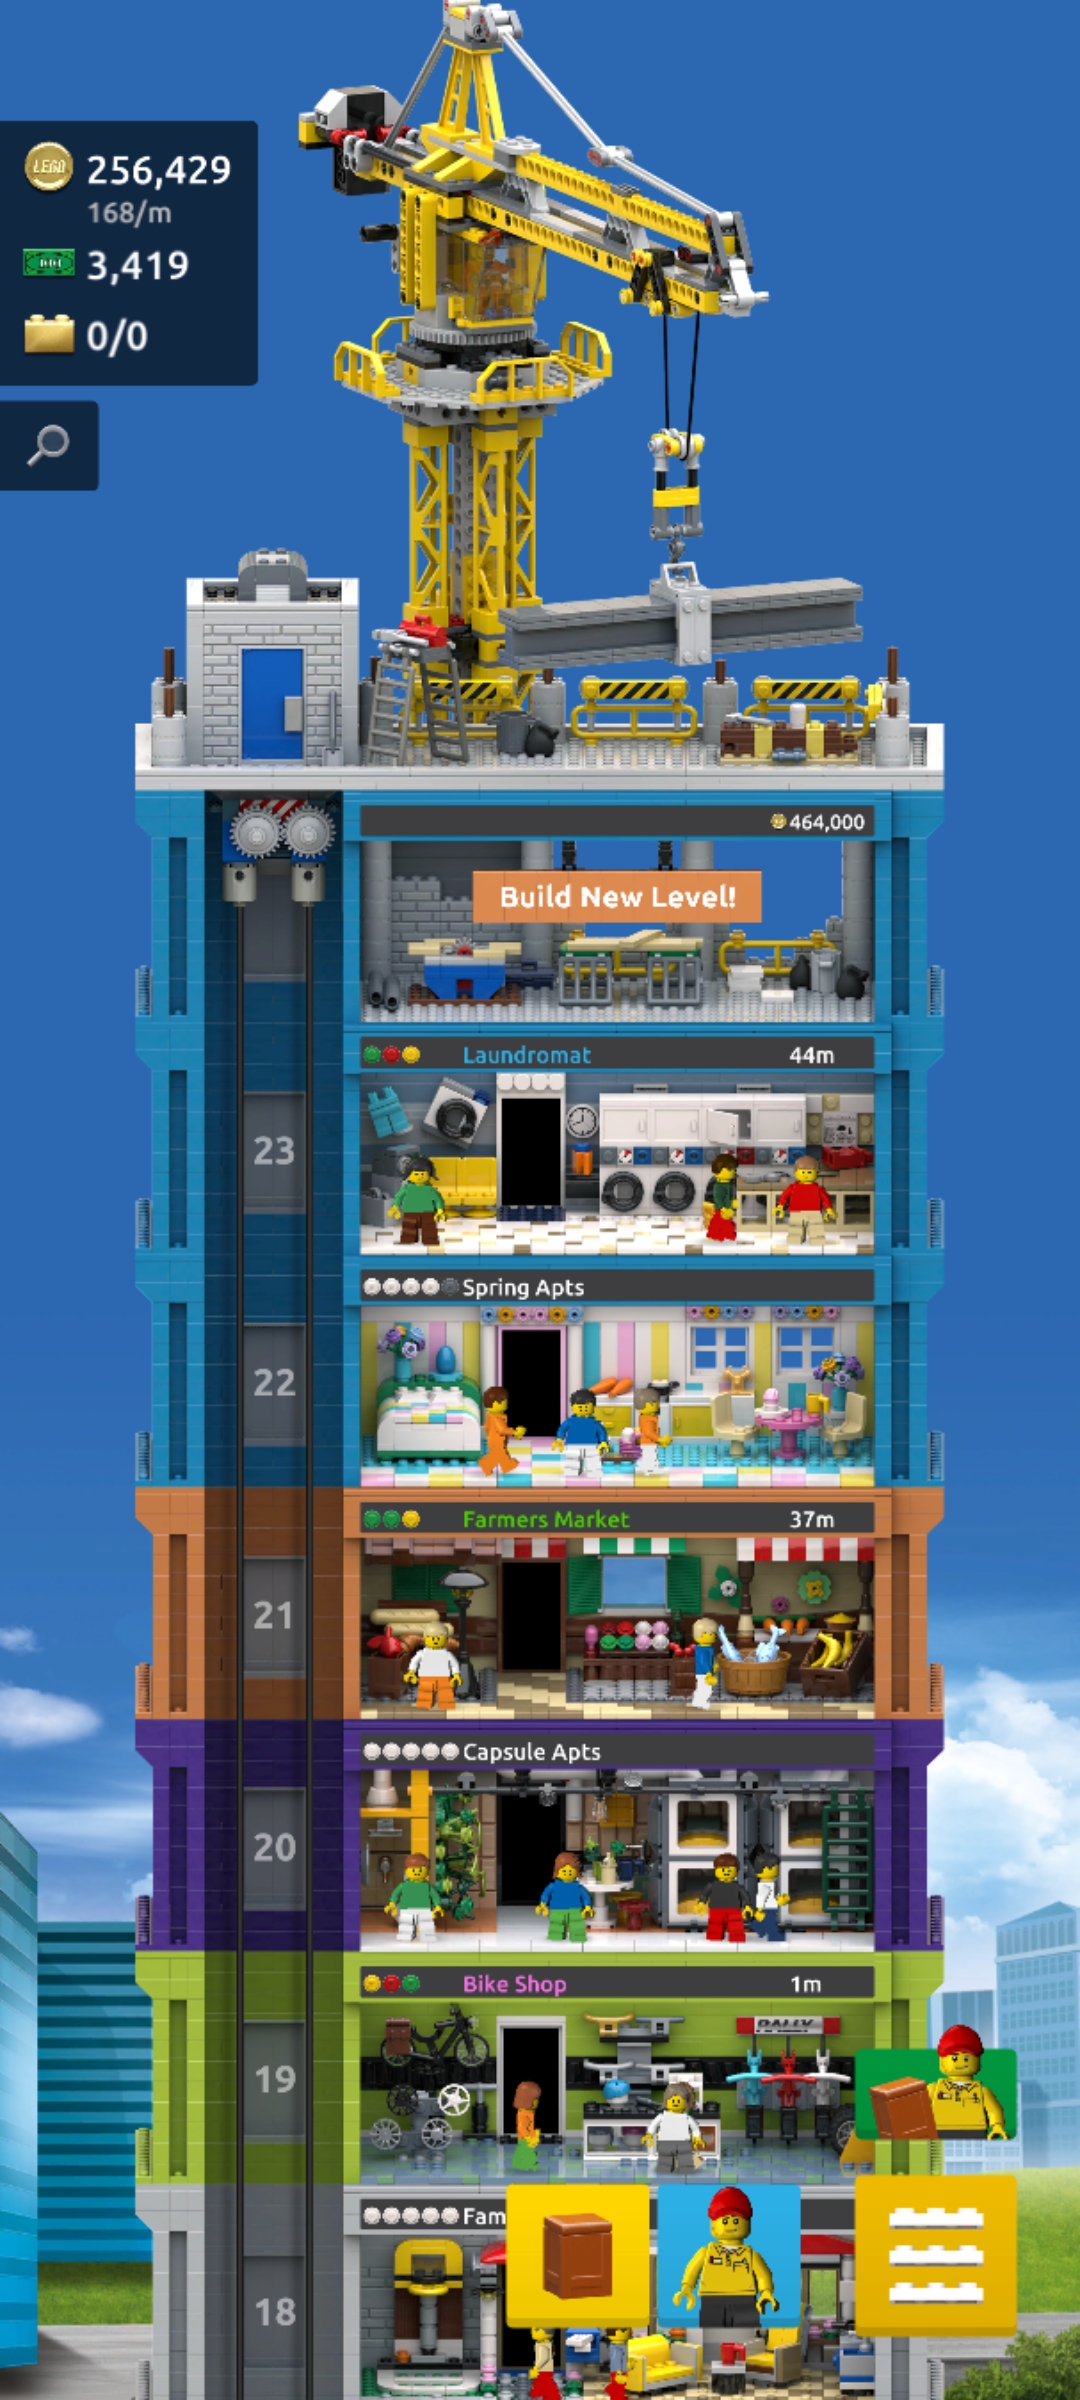 LEGO
256,429
168/m
3,419
0/0
464,000
Build New Level!
Laundromat 44m
23
Spring Apts
22
Farmers Market 37m
21
Capsule Apts
20
Bike Shop 1m
RALLY
19
Fam
18